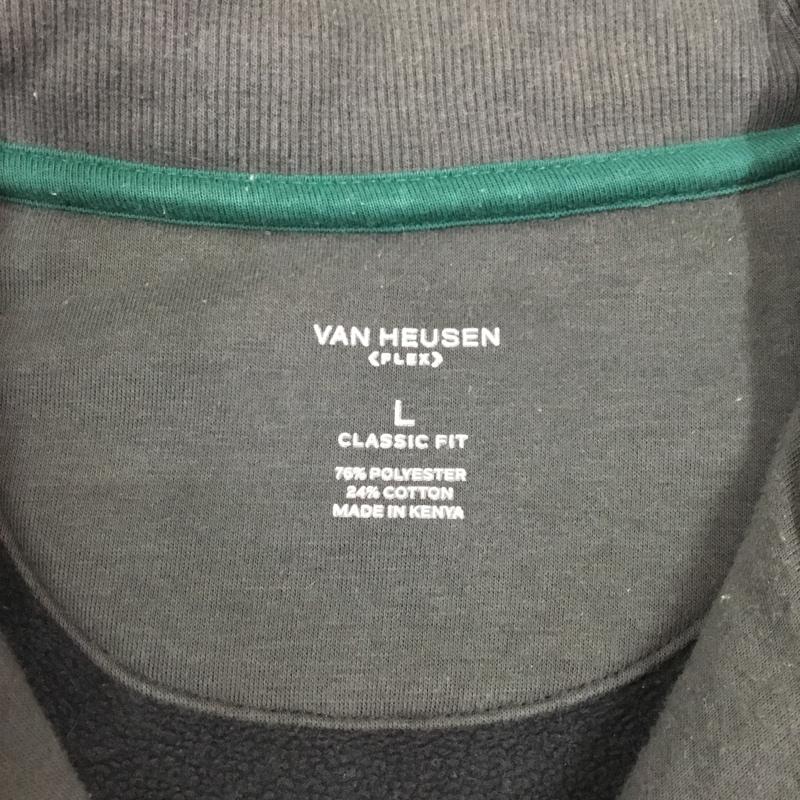 VAN HEUSEN
<FLEX>
L
CLASSIC FIT
76% POLYESTER
24% COTTON
MADE IN KENYA